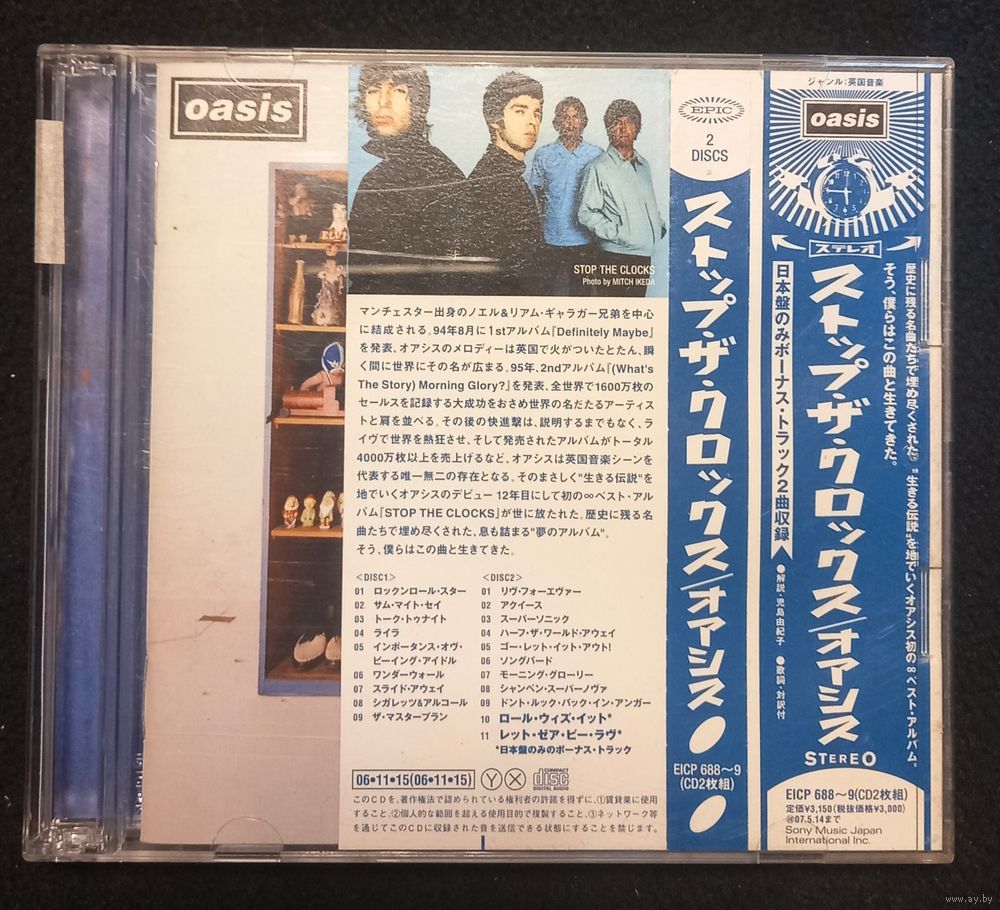 oasis
STOP THE CLOCKS
Photo by MITCH IKEDA
マンチェスター出身のノエル&リアム・ギャラガー兄弟を中心
に結成される。94年8月に1stアルバム『Definitely Maybe』
を発表、オアシスのメロディーは英国で火がついたとたん、瞬
く間に世界にその名が広まる。95年、2ndアルバム『(What's
The Story) Morning Glory?』を発表、全世界で1600万枚の
セールスを記録する大成功をおさめ世界の名だたるアーティス
トと肩を並べる。その後の快進撃は、説明するまでもなく、ラ
イヴで世界を熱狂させ、そして発売されたアルバムがトータル
4000万枚以上を売上げるなど、オアシスは英国音楽シーンを
代表する唯一無二の存在となる。そのまさしく"生きる伝説"を
地でいくオアシスのデビュー12年目にして初の∞ベスト・アル
バム『STOP THE CLOCKS』が世に放たれた。歴史に残る名
曲たちで埋め尽くされた、息も詰まる"夢のアルバム"。
そう、僕らはこの曲と生きてきた。
<DISC1>
01 ロックンロール・スター
02 サム・マイト・セイ
03 トーク・トゥナイト
04 ライラ
05 インポータンス・オヴ・
ビーイング・アイドル
06 ワンダーウォール
07 スライド・アウェイ
08 シガレッツ&アルコール
09 ザ・マスタープラン
<DISC2>
01 リヴ・フォーエヴァー
02 アクイース
03 スーパーソニック
04 ハーフ・ザ・ワールド・アウェイ
05 ゴー・レット・イット・アウト!
06 ソングバード
07 モーニング・グローリー
08 シャンペン・スーパーノヴァ
09 ドント・ルック・バック・イン・アンガー
10 ロール・ウィズ・イット*
11 レット・ゼア・ビー・ラヴ*
*日本盤のみのボーナス・トラック
06•11•15(06•11•15)
Y X
COMPACT
disc
DIGITAL AUDIO
このCDを、著作権法で認められている権利者の許諾を得ずに、①賃貸業に使用
すること、②個人的な範囲を超える使用目的で複製すること、③ネットワーク等
を通じてこのCDに収録された音を送信できる状態にすることを禁じます。
EPIC
2
DISCS
ストップ・ザ・クロックス/オアシス
EICP 688〜9
(CD2枚組)
ジャンル:英国音楽
oasis
ステレオ
歴史に残る名曲たちで埋め尽くされた、"生きる伝説"を地でいくオアシス初の∞ベスト・アルバム。
そう、僕らはこの曲と生きてきた。
ストップ・ザ・クロックス/オアシス
日本盤のみボーナス・トラック2曲収録
●解説・児島由紀子 ●歌詞・対訳付
STEREO
EICP 688〜9(CD2枚組)
定価¥3,150(税抜価格¥3,000)
㋐07.5.14まで
Sony Music Japan
International Inc.
www.ay.by